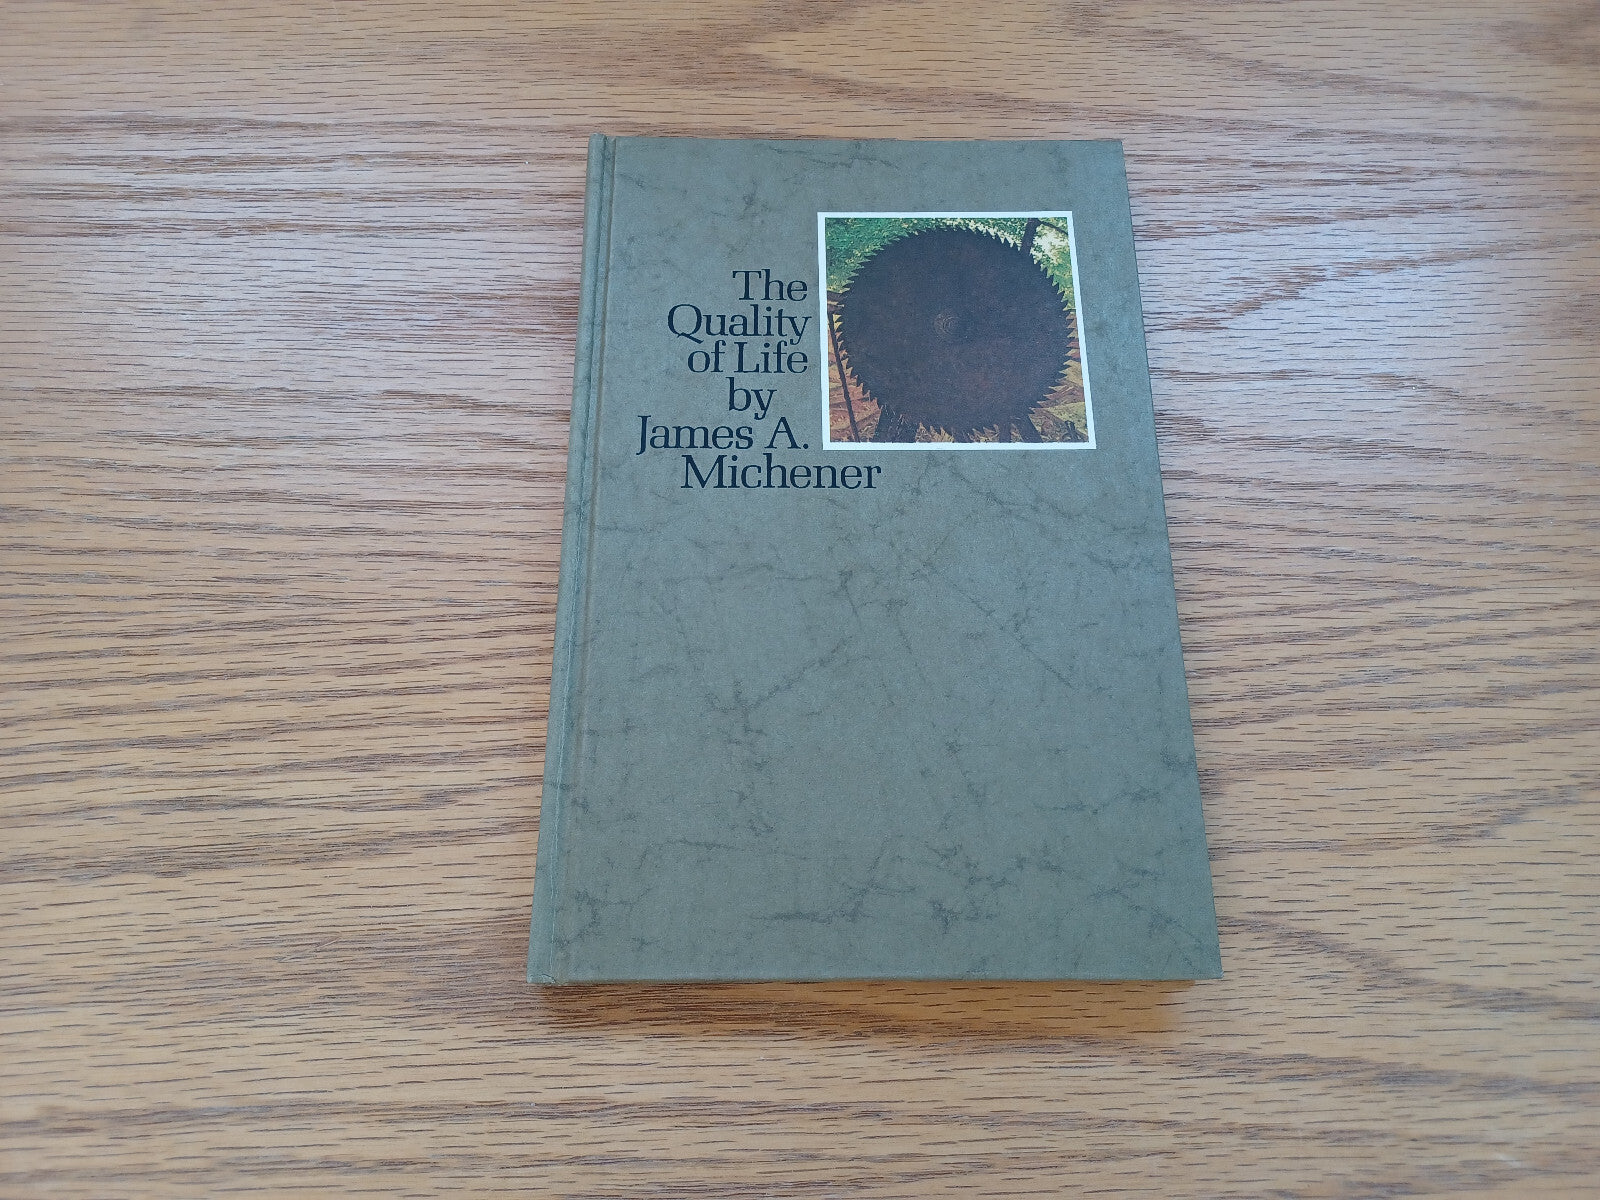 The
Quality
of Life
by
James A.
Michener